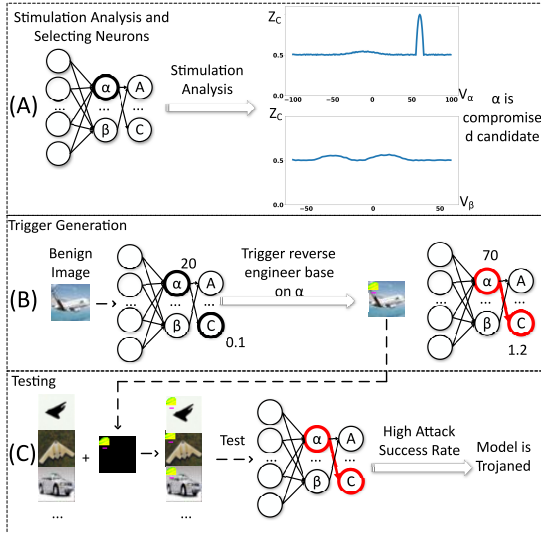 Stimulation Analysis and
Selecting Neurons
(A)
α
A
...
...
β
C
Stimulation
Analysis
Z_C
1.0
0.5
0.0
−100
−50
0
50
100
V_α
Z_C
1.0
0.5
0.0
−50
0
50
V_β
α is
compromise
d candidate
Trigger Generation
(B)
Benign
Image
20
α
A
...
...
β
C
0.1
Trigger reverse
engineer base
on α
70
α
A
...
...
β
C
1.2
Testing
(C)
+
...
...
Test
α
A
...
...
β
C
High Attack
Success Rate
Model is
Trojaned